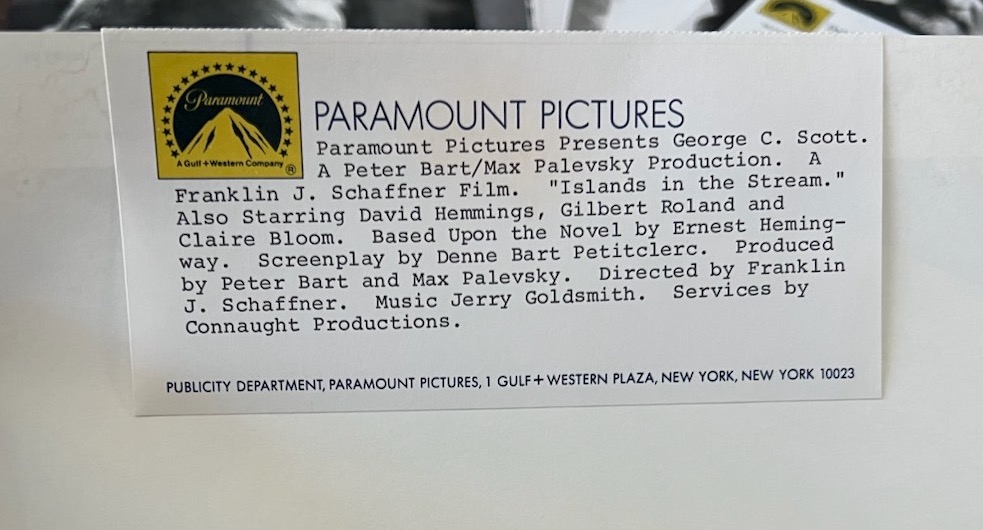 Paramount
A Gulf+Western Company
®
PARAMOUNT PICTURES
Paramount Pictures Presents George C. Scott.
A Peter Bart/Max Palevsky Production. A
Franklin J. Schaffner Film. "Islands in the Stream."
Also Starring David Hemmings, Gilbert Roland and
Claire Bloom. Based Upon the Novel by Ernest Heming-
way. Screenplay by Denne Bart Petitclerc. Produced
by Peter Bart and Max Palevsky. Directed by Franklin
J. Schaffner. Music Jerry Goldsmith. Services by
Connaught Productions.
PUBLICITY DEPARTMENT, PARAMOUNT PICTURES, 1 GULF+WESTERN PLAZA, NEW YORK, NEW YORK 10023